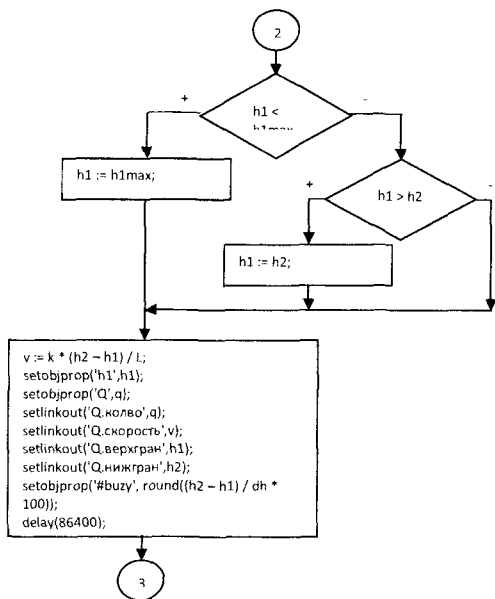 2
+
-
h1 <
h1max
h1 := h1max;
+
-
h1 > h2
h1 := h2;
v := k * (h2 – h1) / L;
setobjprop('h1',h1);
setobjprop('Q',q);
setlinkout('Q.колво',q);
setlinkout('Q.скорость',v);
setlinkout('Q.верхгран',h1);
setlinkout('Q.нижгран',h2);
setobjprop('#buzy', round((h2 – h1) / dh *
100));
delay(86400);
3